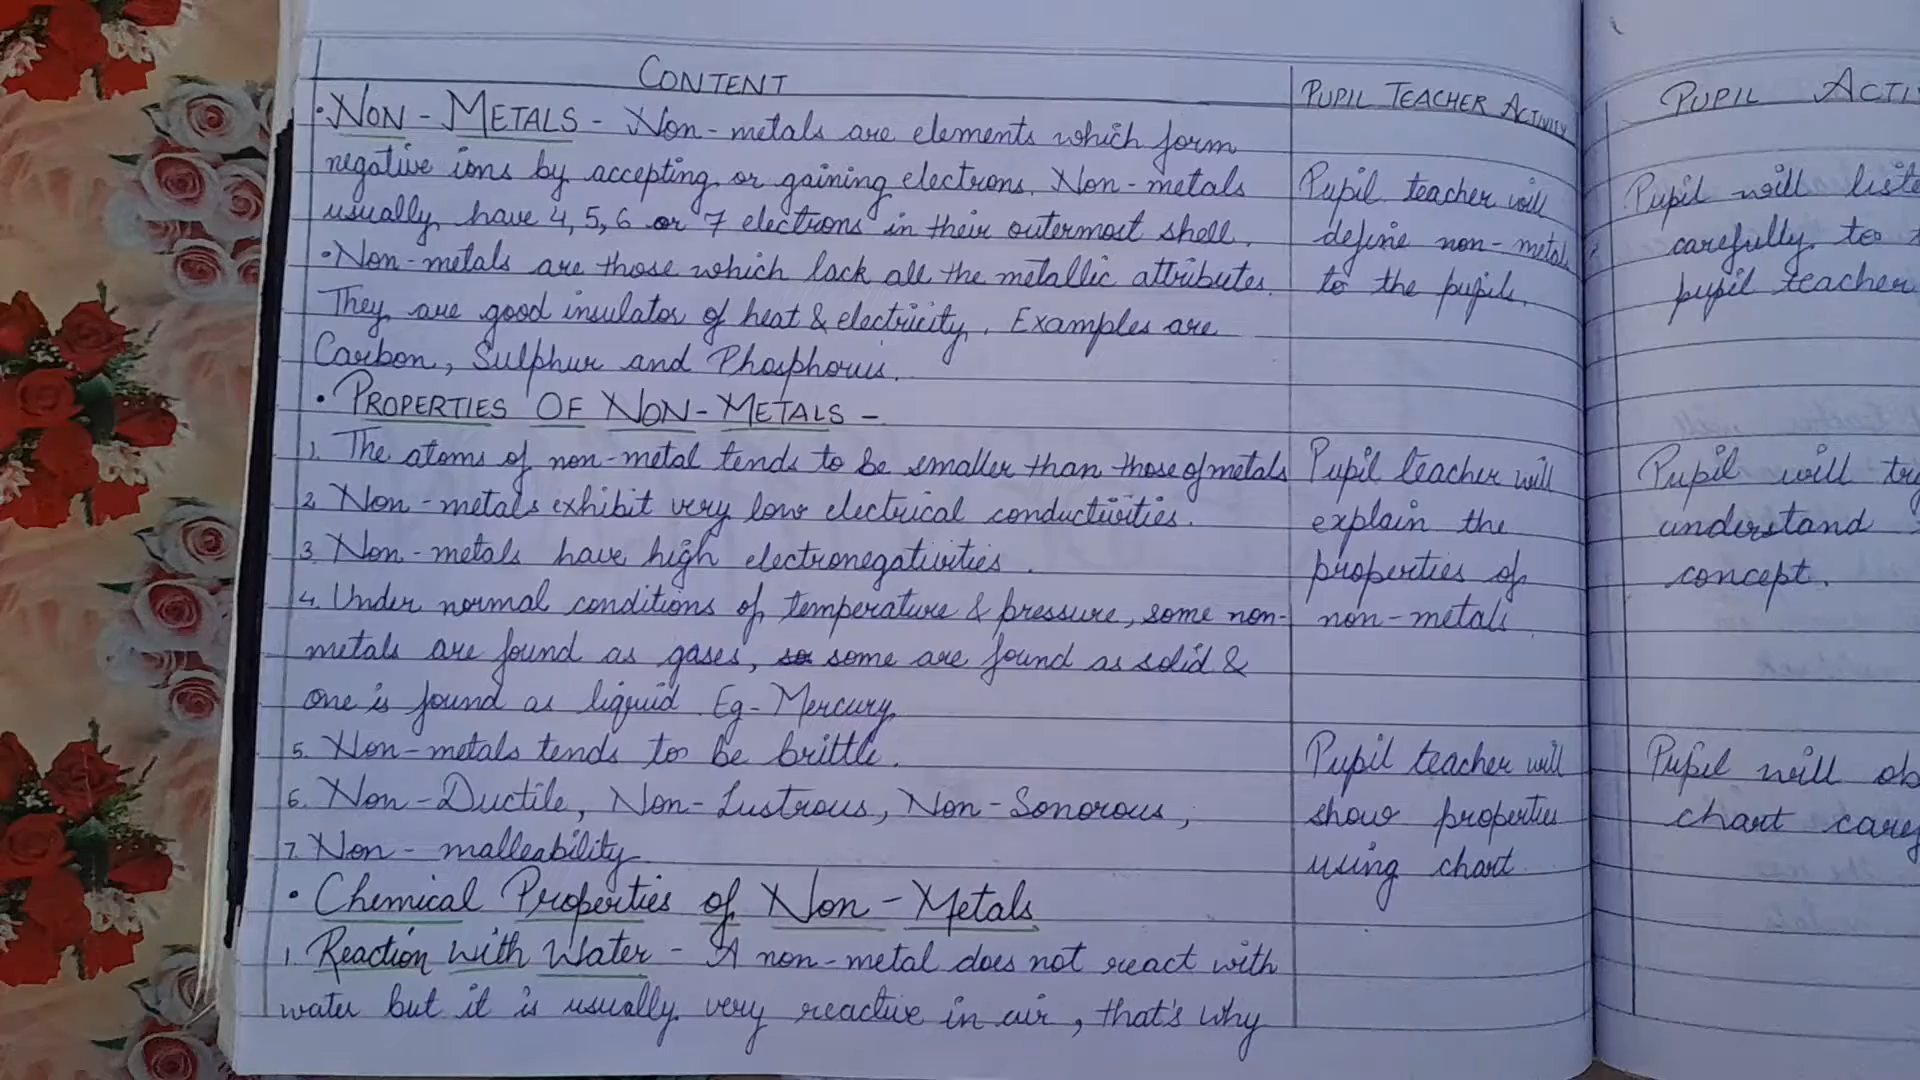 CONTENT
• NON-METALS - Non-metals are elements which form
negative ions by accepting or gaining electrons. Non-metals
usually have 4, 5, 6 or 7 electrons in their outermost shell.
• Non-metals are those which lack all the metallic attributes.
They are good insulator of heat & electricity. Examples are
Carbon, Sulphur and Phosphorus.
• PROPERTIES OF NON-METALS -
1. The atoms of non-metal tends to be smaller than those of metals
2. Non-metals exhibit very low electrical conductivities.
3. Non-metals have high electronegativities.
4. Under normal conditions of temperature & pressure, some non-
metals are found as gases, so some are found as solid &
one is found as liquid. Eg- Mercury
5. Non-metals tends to be brittle.
6. Non-Ductile, Non-Lustrous, Non-Sonorous,
7. Non-malleability
• Chemical Properties of Non-Metals
1. Reaction with Water - A non-metal does not react with
water but it is usually very reactive in air, that's why
PUPIL TEACHER ACTIVITY
Pupil teacher will
define non-metals
to the pupils.
Pupil teacher will
explain the
properties of
non-metals
Pupil teacher will
show properties
using chart
PUPIL ACTI
Pupil will liste
carefully to t
pupil teacher
Pupil will try
understand
concept.
Pupil will ob
chart caref